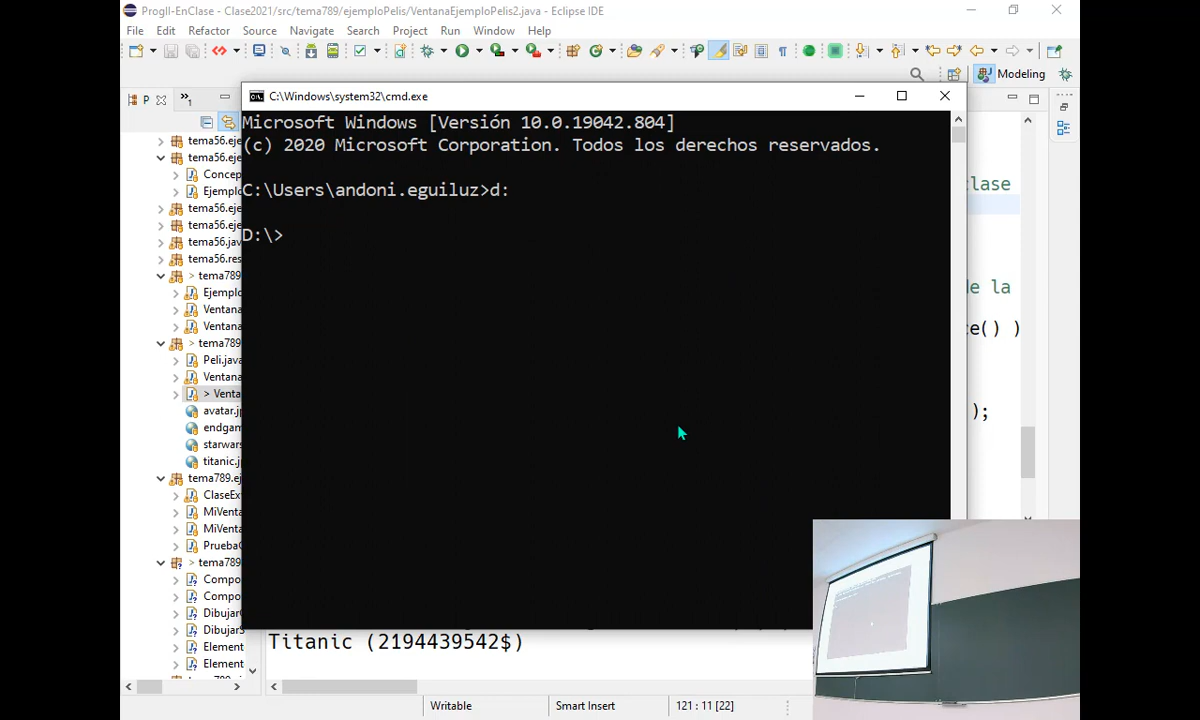 ProgII-EnClase - Clase2021/src/tema789/ejemploPelis/VentanaEjemploPelis2.java - Eclipse IDE
File Edit Refactor Source Navigate Search Project Run Window Help
Modeling
P
C:\Windows\system32\cmd.exe
Microsoft Windows [Versión 10.0.19042.804]
(c) 2020 Microsoft Corporation. Todos los derechos reservados.
C:\Users\andoni.eguiluz>d:
D:\>
tema56.eje
tema56.eje
Concep
Ejemplo
tema56.eje
tema56.eje
tema56.jav
tema56.res
> tema789
Ejemplo
Ventana
Ventana
> tema789
Peli.java
Ventana
> Venta
avatar.jp
endgam
starwars
titanic.j
tema789.ej
ClaseEx
MiVenta
MiVenta
Prueba
> tema789
Compo
Compo
Dibujar
Dibujar
Element
Element
clase
de la
ce() )
);
Titanic (2194439542$)
Writable Smart Insert 121 : 11 [22]